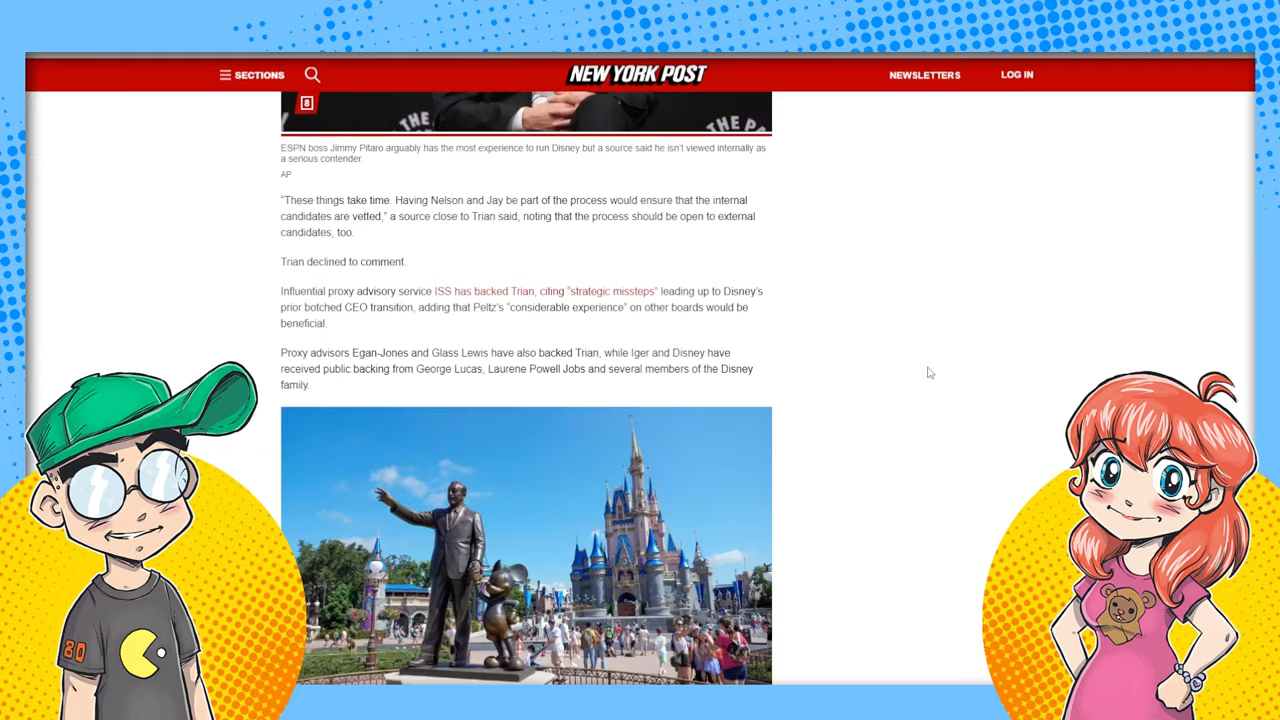 SECTIONS
NEW YORK POST
NEWSLETTERS
LOG IN
8
THE
THE P
ESPN boss Jimmy Pitaro arguably has the most experience to run Disney but a source said he isn't viewed internally as
a serious contender.
AP
“These things take time. Having Nelson and Jay be part of the process would ensure that the internal
candidates are vetted,” a source close to Trian said, noting that the process should be open to external
candidates, too.
Trian declined to comment.
Influential proxy advisory service ISS has backed Trian, citing “strategic missteps” leading up to Disney’s
prior botched CEO transition, adding that Peltz’s “considerable experience” on other boards would be
beneficial.
Proxy advisors Egan-Jones and Glass Lewis have also backed Trian, while Iger and Disney have
received public backing from George Lucas, Laurene Powell Jobs and several members of the Disney
family.
80